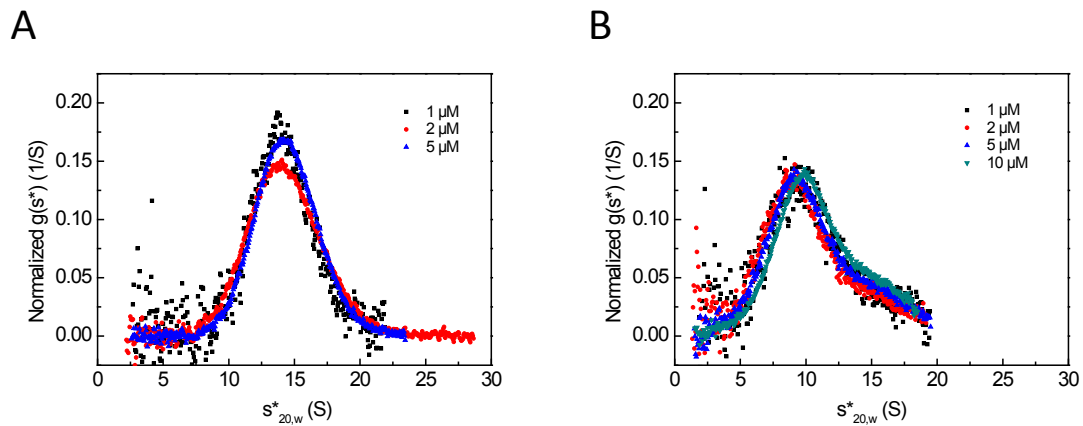 A
Normalized g(s*) (1/S)
0.20
0.15
0.10
0.05
0.00
0 5 10 15 20 25 30
s*20,w (S)
1 µM
2 µM
5 µM
B
Normalized g(s*) (1/S)
0.20
0.15
0.10
0.05
0.00
0 5 10 15 20 25 30
s*20,w (S)
1 µM
2 µM
5 µM
10 µM